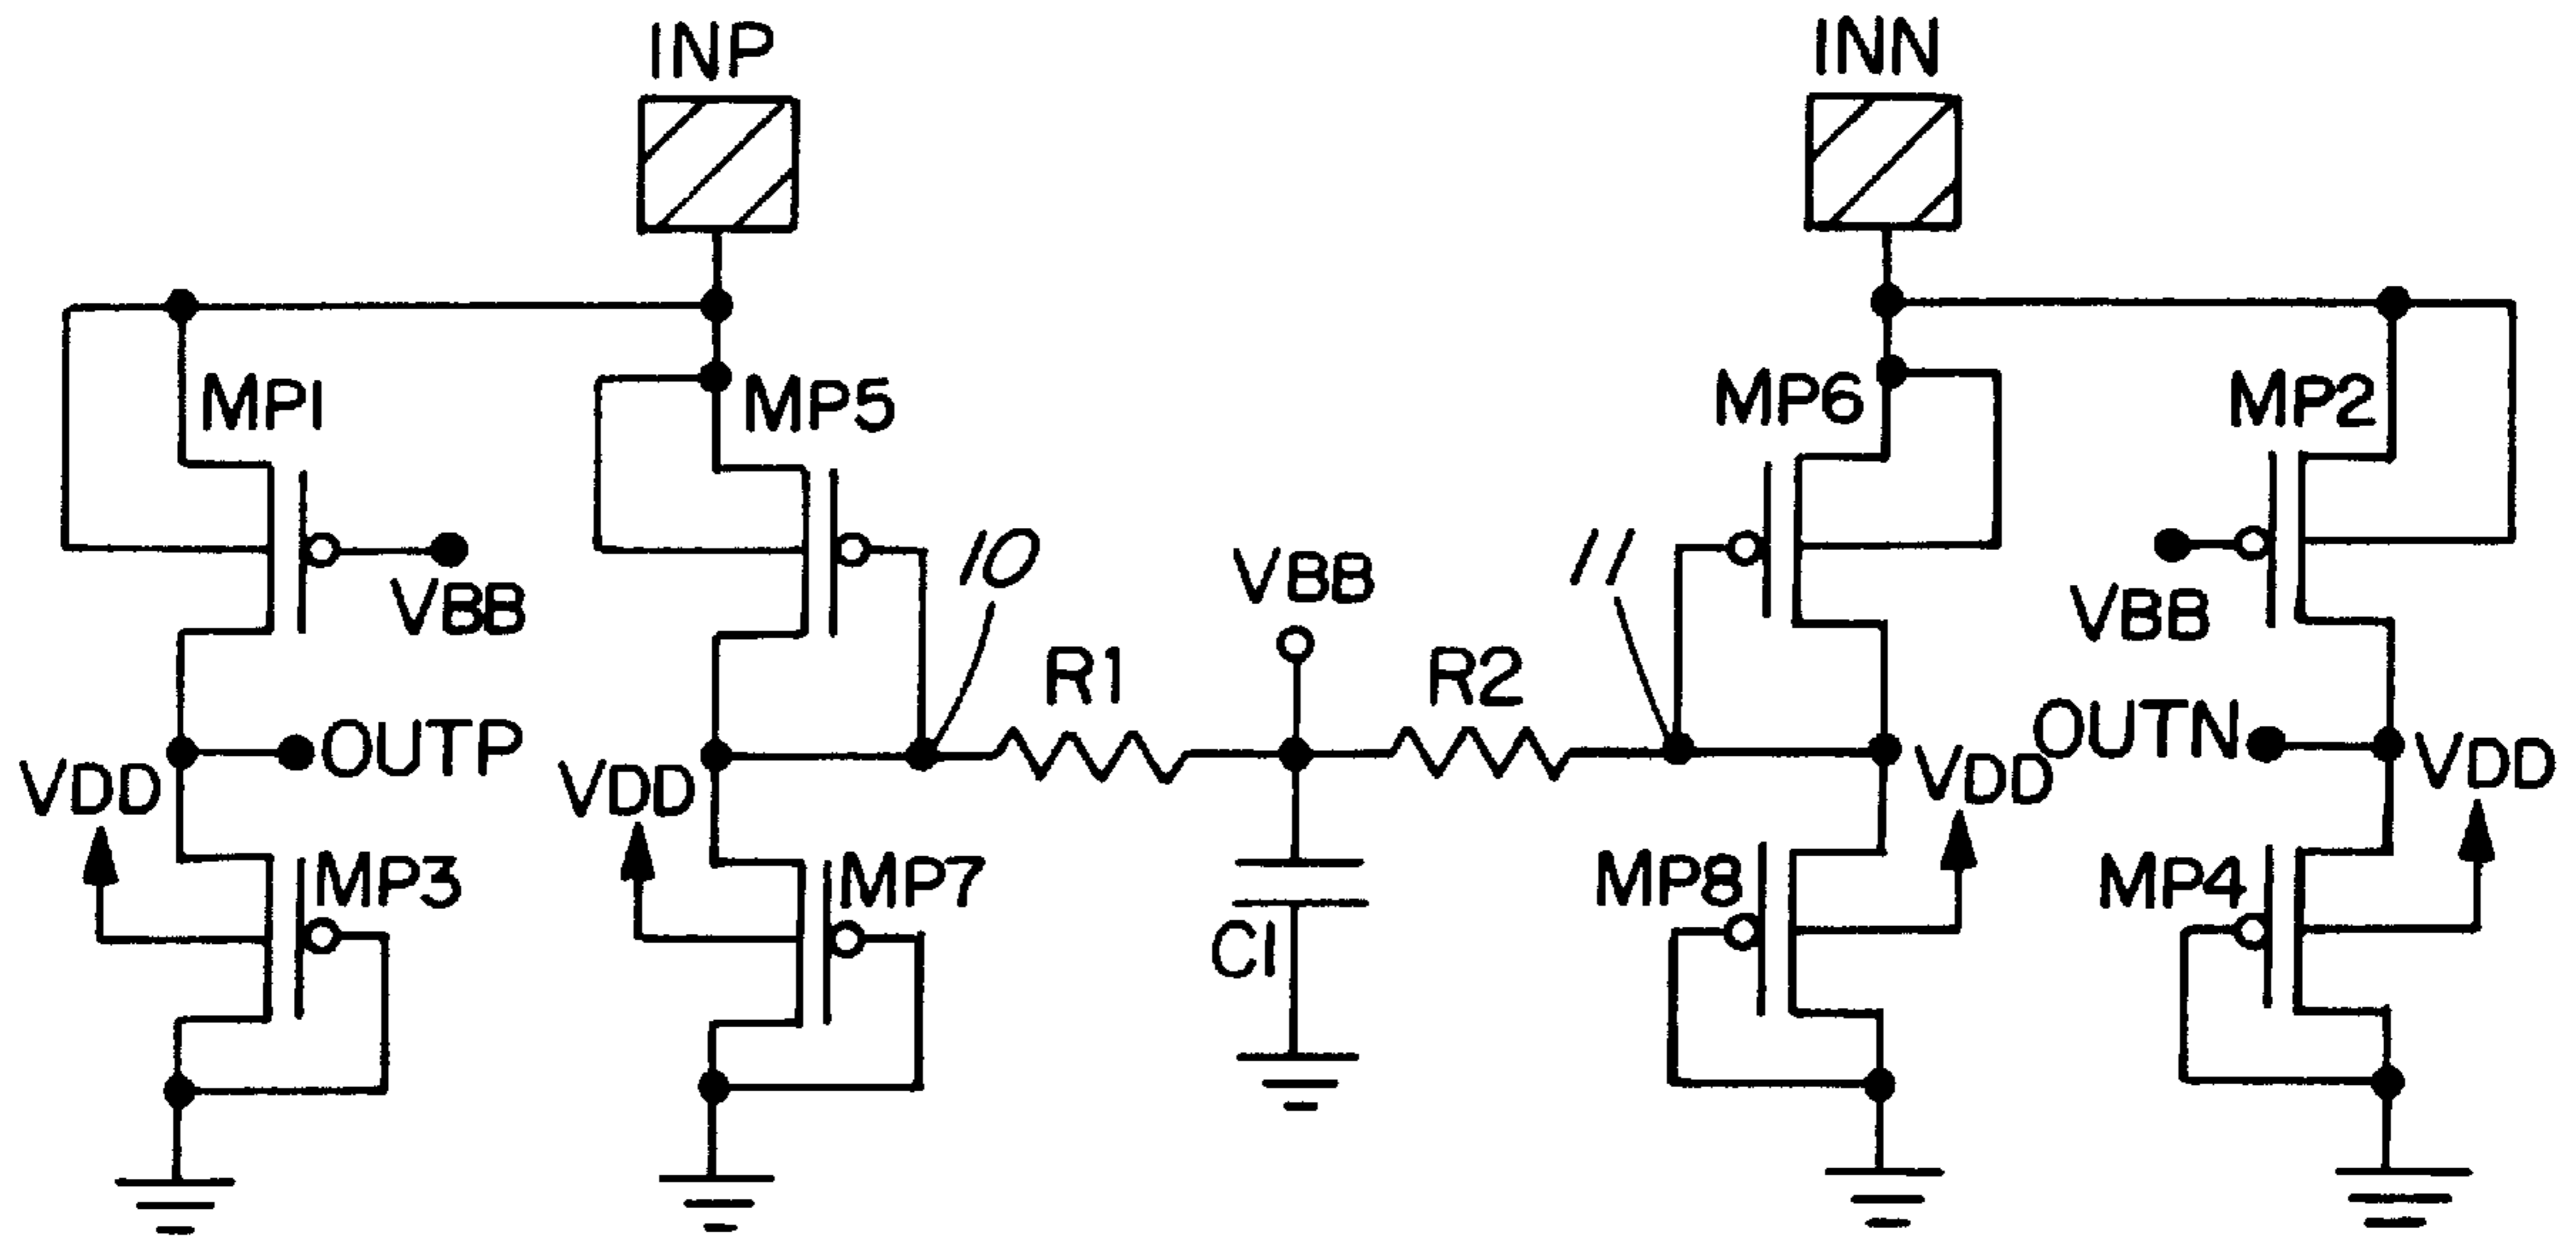 INP
INN
MP1
MP5
MP6
MP2
10
11
VBB
VBB
VBB
R1
R2
OUTP
OUTN
VDD
VDD
VDD
VDD
MP3
MP7
MP8
MP4
C1